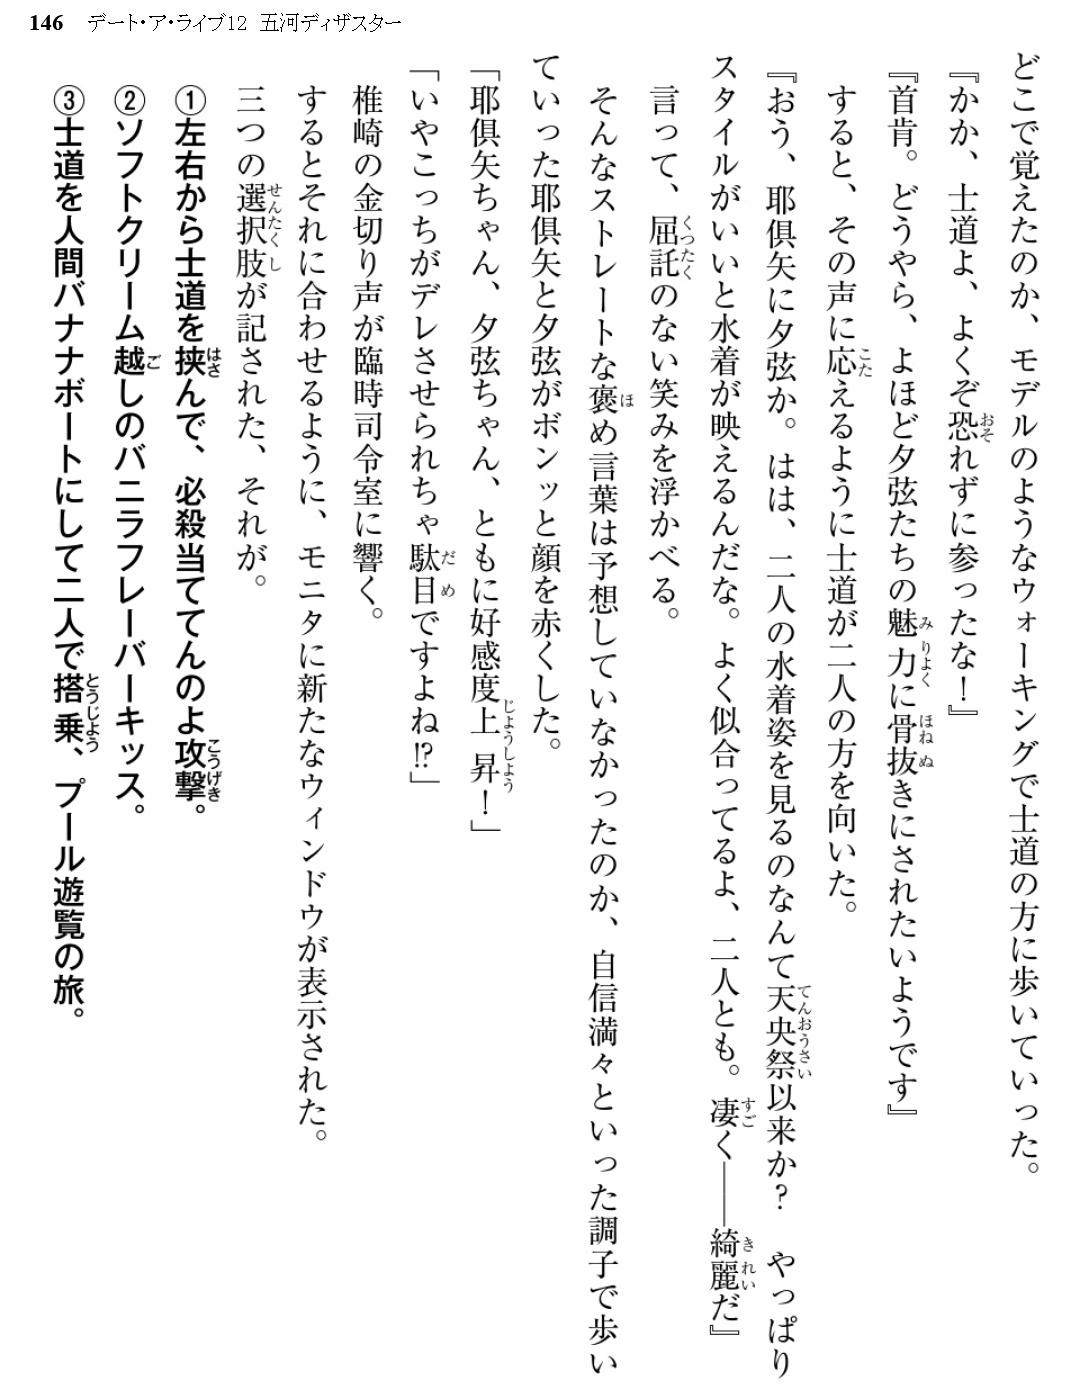 146 デート・ア・ライブ12 五河ディザスター
どこで覚えたのか、モデルのようなウォーキングで士道の方に歩いていった。
『かか、士道よ、よくぞ恐れずに参ったな！』
『首肯。どうやら、よほど夕弦たちの魅力に骨抜きにされたいようです』
すると、その声に応えるように士道が二人の方を向いた。
『おう、耶倶矢に夕弦か。はは、二人の水着姿を見るのなんて天央祭以来か？　やっぱり
スタイルがいいと水着が映えるんだな。よく似合ってるよ、二人とも。凄く――綺麗だ』
言って、屈託のない笑みを浮かべる。
そんなストレートな褒め言葉は予想していなかったのか、自信満々といった調子で歩い
ていった耶倶矢と夕弦がボンッと顔を赤くした。
「耶倶矢ちゃん、夕弦ちゃん、ともに好感度上昇！」
「いやこっちがデレさせられちゃ駄目ですよね!?」
椎崎の金切り声が臨時司令室に響く。
するとそれに合わせるように、モニタに新たなウィンドウが表示された。
三つの選択肢が記された、それが。
①左右から士道を挟んで、必殺当ててんのよ攻撃。
②ソフトクリーム越しのバニラフレーバーキッス。
③士道を人間バナナボートにして二人で搭乗、プール遊覧の旅。